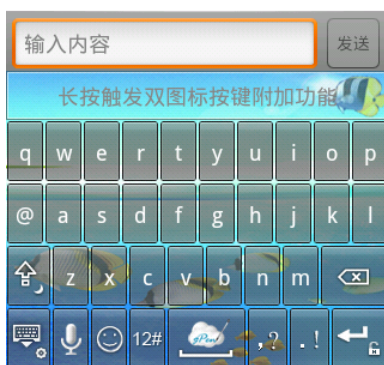 输入内容 发送
长按触发双图标按键附加功能
q w e r t y u i o p
@ a s d f g h j k l
z x c v b n m
12# gPen , ? . !